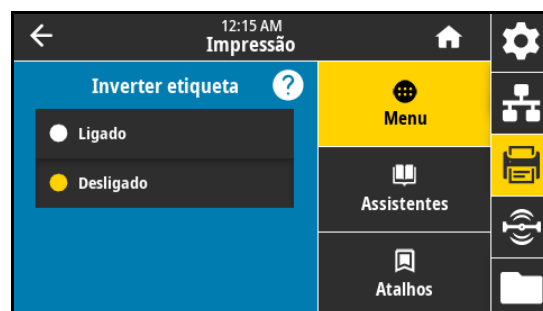 12:15 AM
Impressão
Inverter etiqueta
?
Ligado
Desligado
Menu
Assistentes
Atalhos